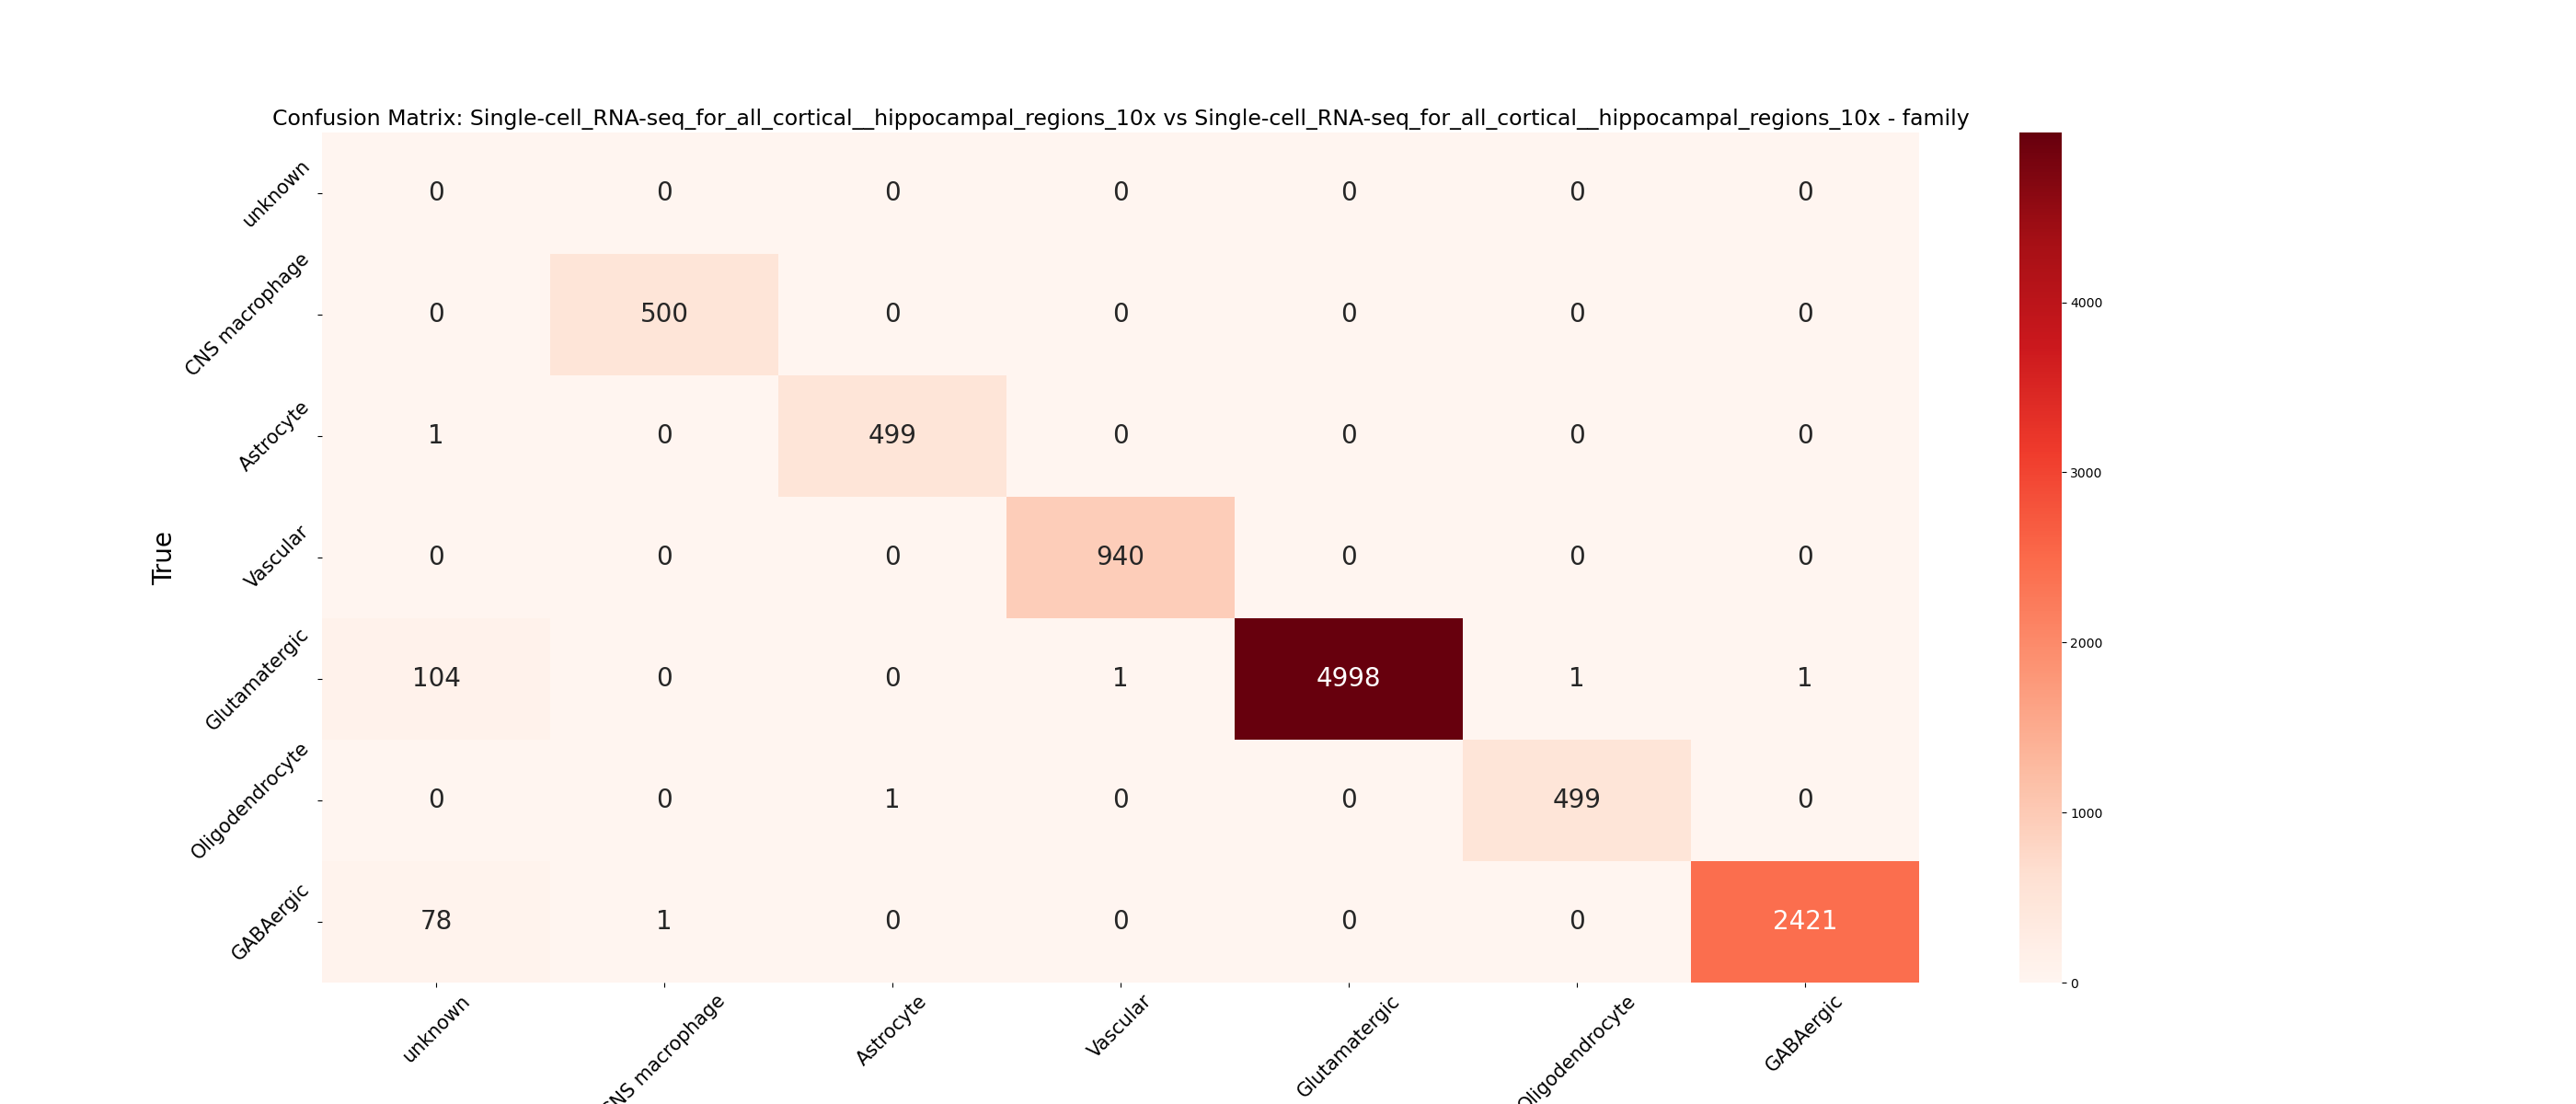 Confusion Matrix: Single-cell_RNA-seq_for_all_cortical__hippocampal_regions_10x vs Single-cell_RNA-seq_for_all_cortical__hippocampal_regions_10x - family
True
unknown 0 0 0 0 0 0 0
CNS macrophage 0 500 0 0 0 0 0
Astrocyte 1 0 499 0 0 0 0
Vascular 0 0 0 940 0 0 0
Glutamatergic 104 0 0 1 4998 1 1
Oligodendrocyte 0 0 1 0 0 499 0
GABAergic 78 1 0 0 0 0 2421
unknown CNS macrophage Astrocyte Vascular Glutamatergic Oligodendrocyte GABAergic
4000
3000
2000
1000
0